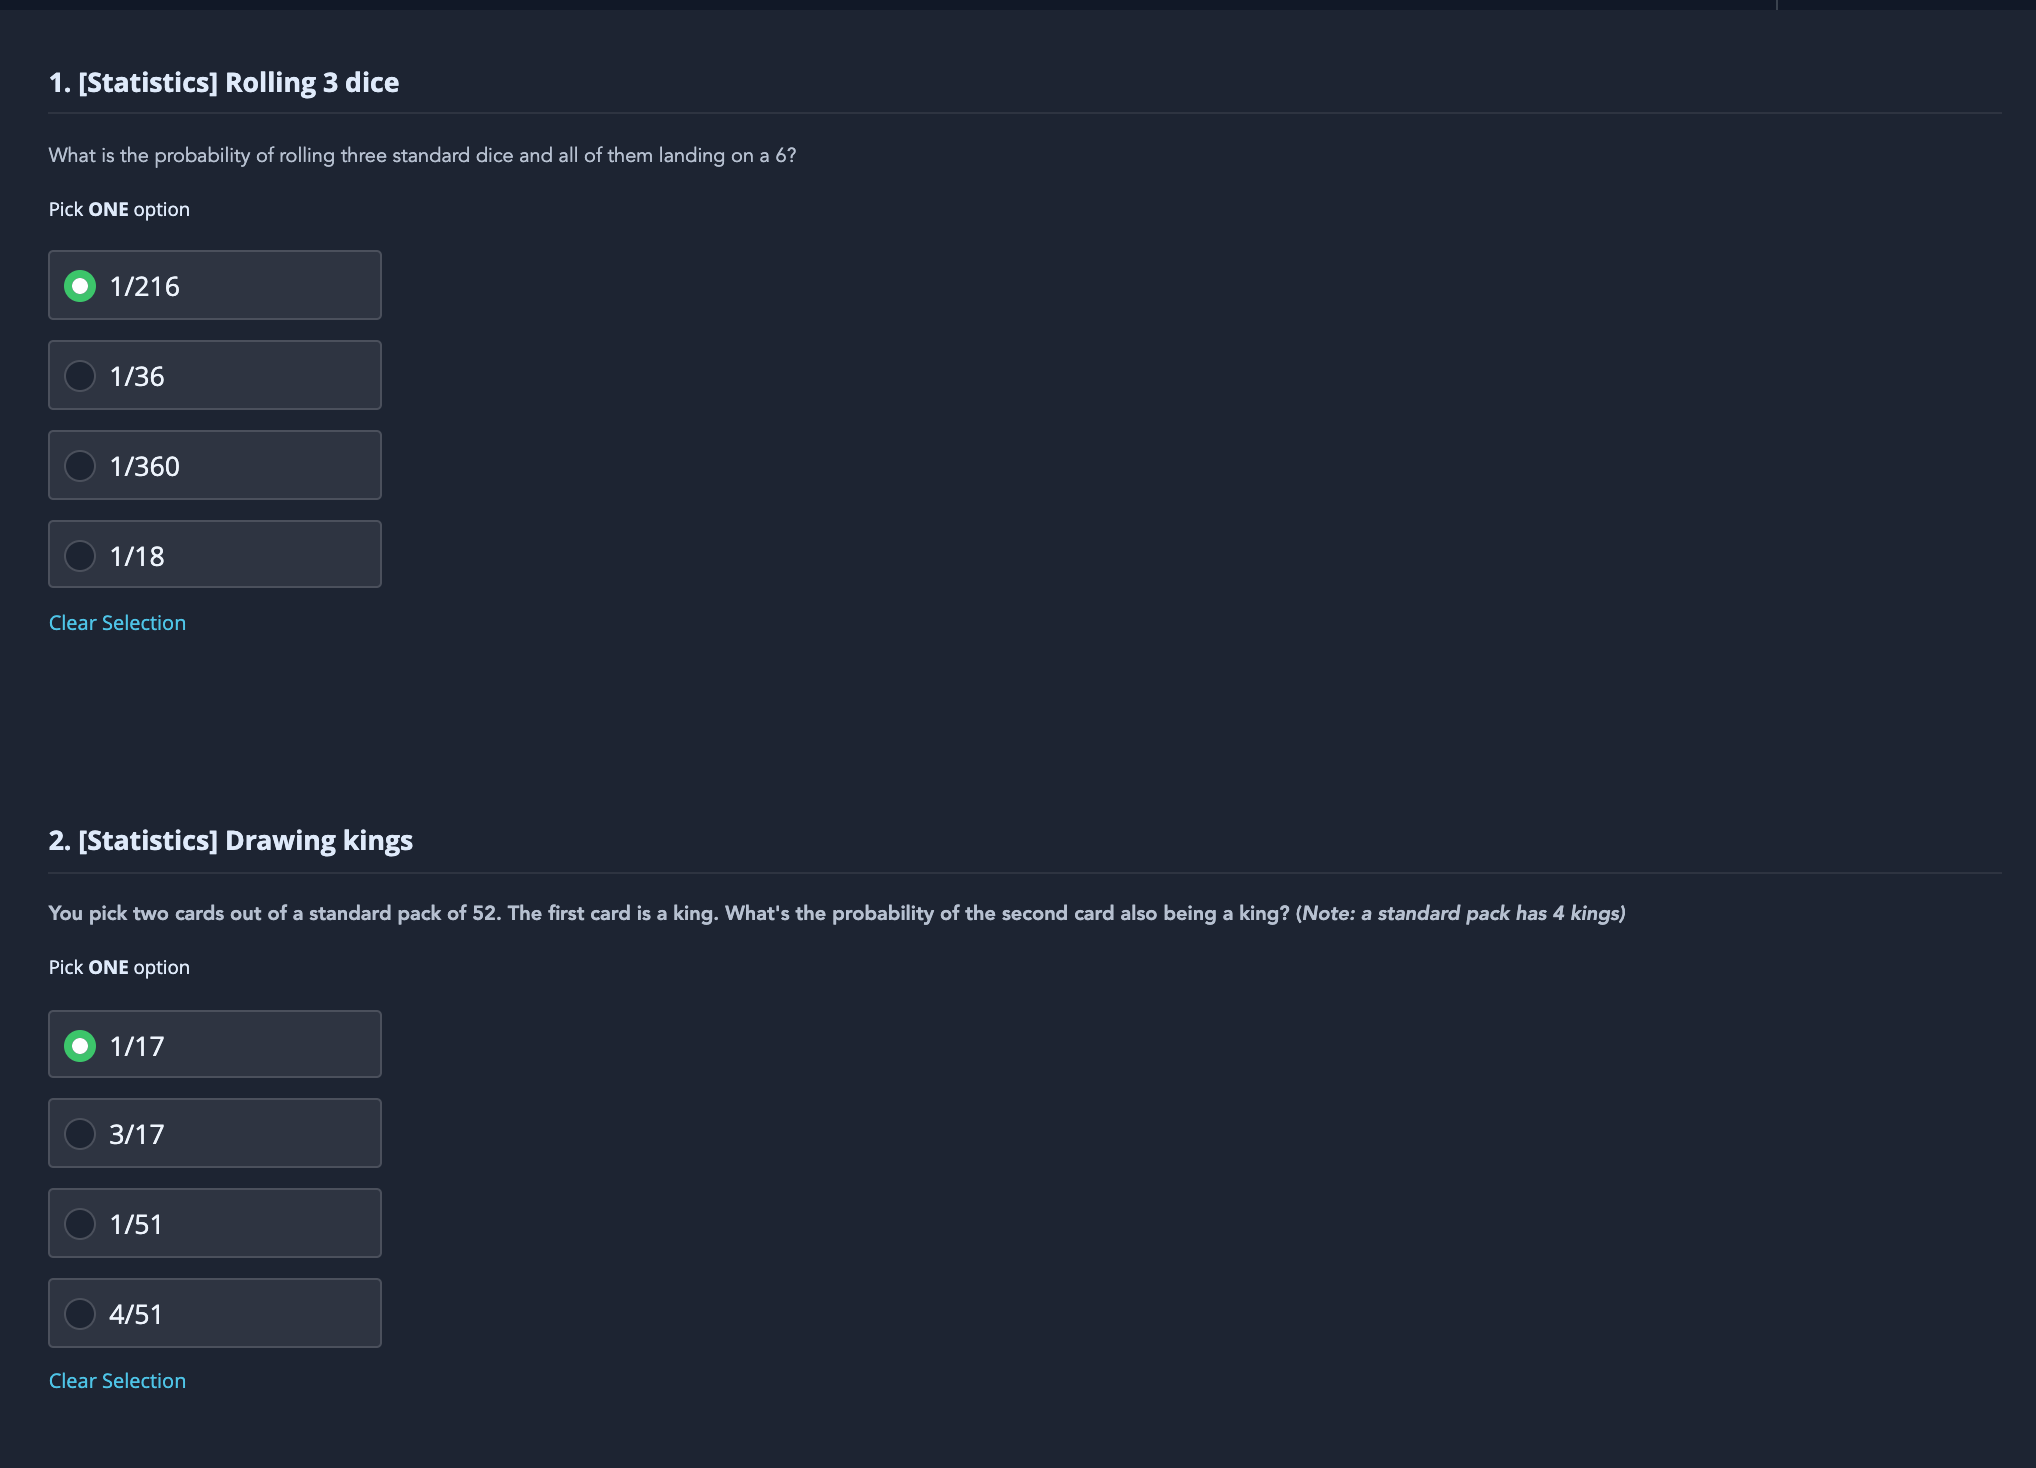 1. [Statistics] Rolling 3 dice
What is the probability of rolling three standard dice and all of them landing on a 6?
Pick ONE option
1/216
1/36
1/360
1/18
Clear Selection
2. [Statistics] Drawing kings
You pick two cards out of a standard pack of 52. The first card is a king. What's the probability of the second card also being a king? (Note: a standard pack has 4 kings)
Pick ONE option
1/17
3/17
1/51
4/51
Clear Selection